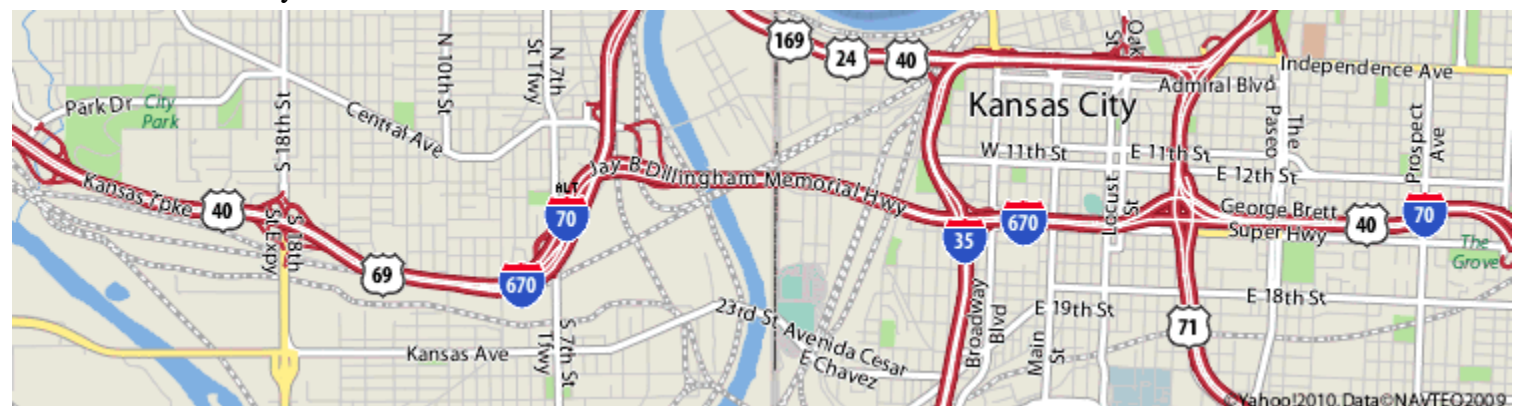 169
24
40
Oak
St
Independence Ave
Admiral Blvd
Kansas City
N 10th St
N 7th
St Tfwy
Park Dr
City
Park
S 18th St
Central Ave
The
Paseo
Prospect
Ave
W 11th St
E 11th St
E 12th St
Jay B Dillingham Memorial Hwy
Kansas Tpke
40
ALT
70
35
670
Locust
St
George Brett
Super Hwy
40
70
The
Grove
S 18th
St Expy
69
670
E 18th St
E 19th St
23rd St
Avenida Cesar
E Chavez
Broadway
Blvd
Main
St
71
Kansas Ave
S 7th St
Tfwy
©Yahoo!2010, Data©NAVTEQ2009